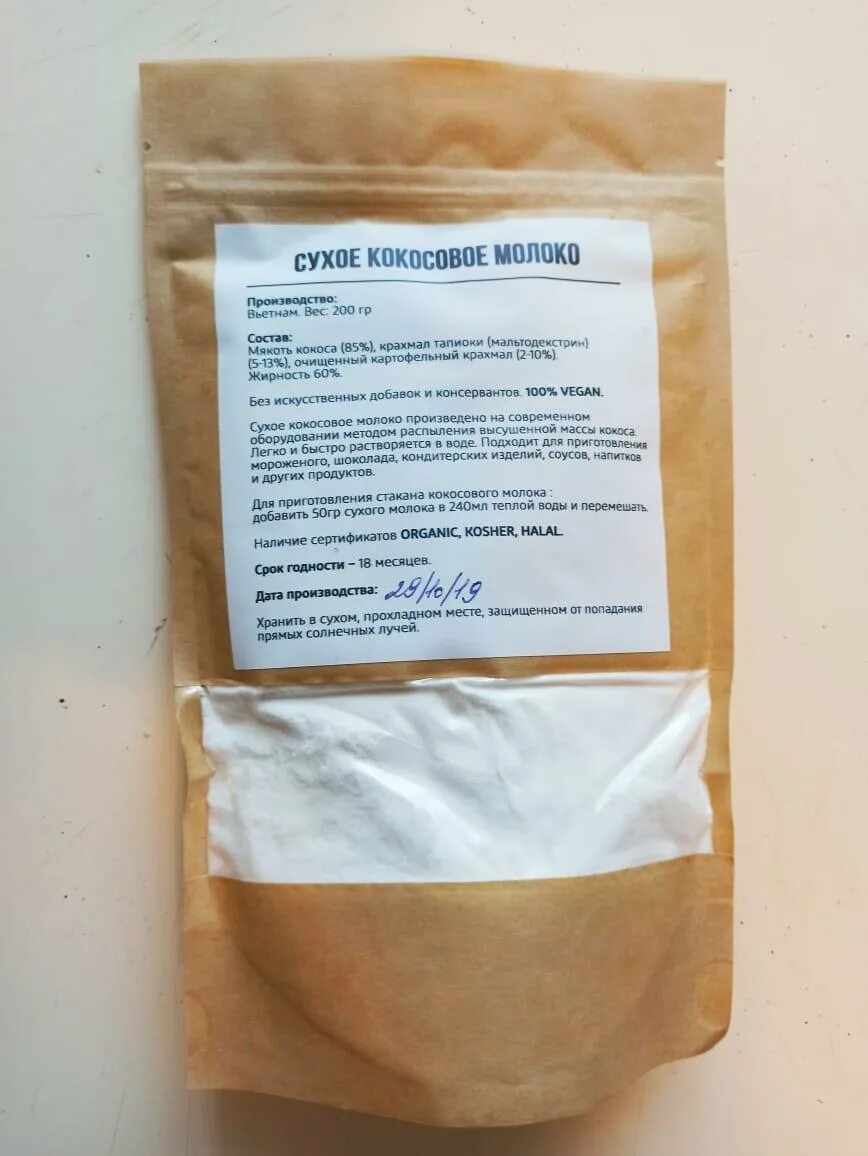 СУХОЕ КОКОСОВОЕ МОЛОКО
Производство:
Вьетнам. Вес: 200 гр
Состав:
Мякоть кокоса (85%), крахмал тапиоки (мальтодекстрин)
(5-13%), очищенный картофельный крахмал (2-10%).
Жирность 60%.
Без искусственных добавок и консервантов. 100% VEGAN.
Сухое кокосовое молоко произведено на современном
оборудовании методом распыления высушенной массы кокоса.
Легко и быстро растворяется в воде. Подходит для приготовления
мороженого, шоколада, кондитерских изделий, соусов, напитков
и других продуктов.
Для приготовления стакана кокосового молока :
добавить 50гр сухого молока в 240мл теплой воды и перемешать.
Наличие сертификатов ORGANIC, KOSHER, HALAL.
Срок годности – 18 месяцев.
Дата производства: 29/10/19
Хранить в сухом, прохладном месте, защищенном от попадания
прямых солнечных лучей.